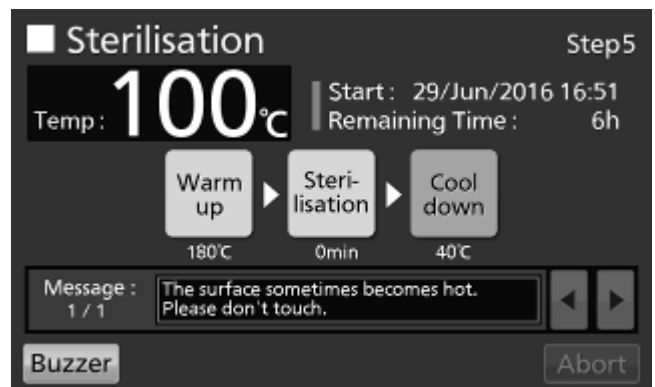 Sterilisation
Step5
Temp: 100℃
Start: 29/Jun/2016 16:51
Remaining Time: 6h
Warm
up
180℃
Steri-
lisation
0min
Cool
down
40℃
Message:
1 / 1
The surface sometimes becomes hot.
Please don't touch.
Buzzer
Abort